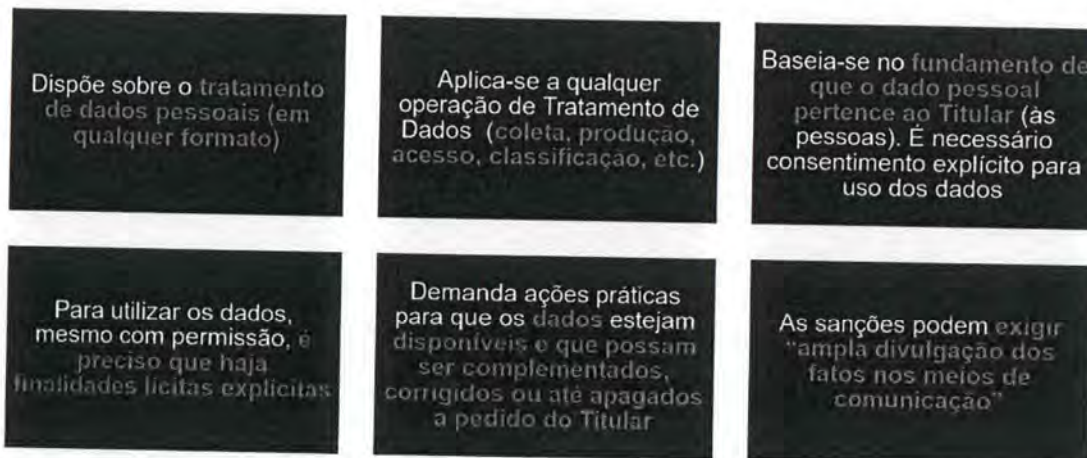 Dispõe sobre o tratamento
de dados pessoais (em
qualquer formato)
Aplica-se a qualquer
operação de Tratamento de
Dados (coleta, produção,
acesso, classificação, etc.)
Baseia-se no fundamento de
que o dado pessoal
pertence ao Titular (às
pessoas). É necessário
consentimento explícito para
uso dos dados
Para utilizar os dados,
mesmo com permissão, é
preciso que haja
finalidades lícitas explícitas
Demanda ações práticas
para que os dados estejam
disponíveis e que possam
ser complementados,
corrigidos ou até apagados
a pedido do Titular
As sanções podem exigir
"ampla divulgação dos
fatos nos meios de
comunicação"